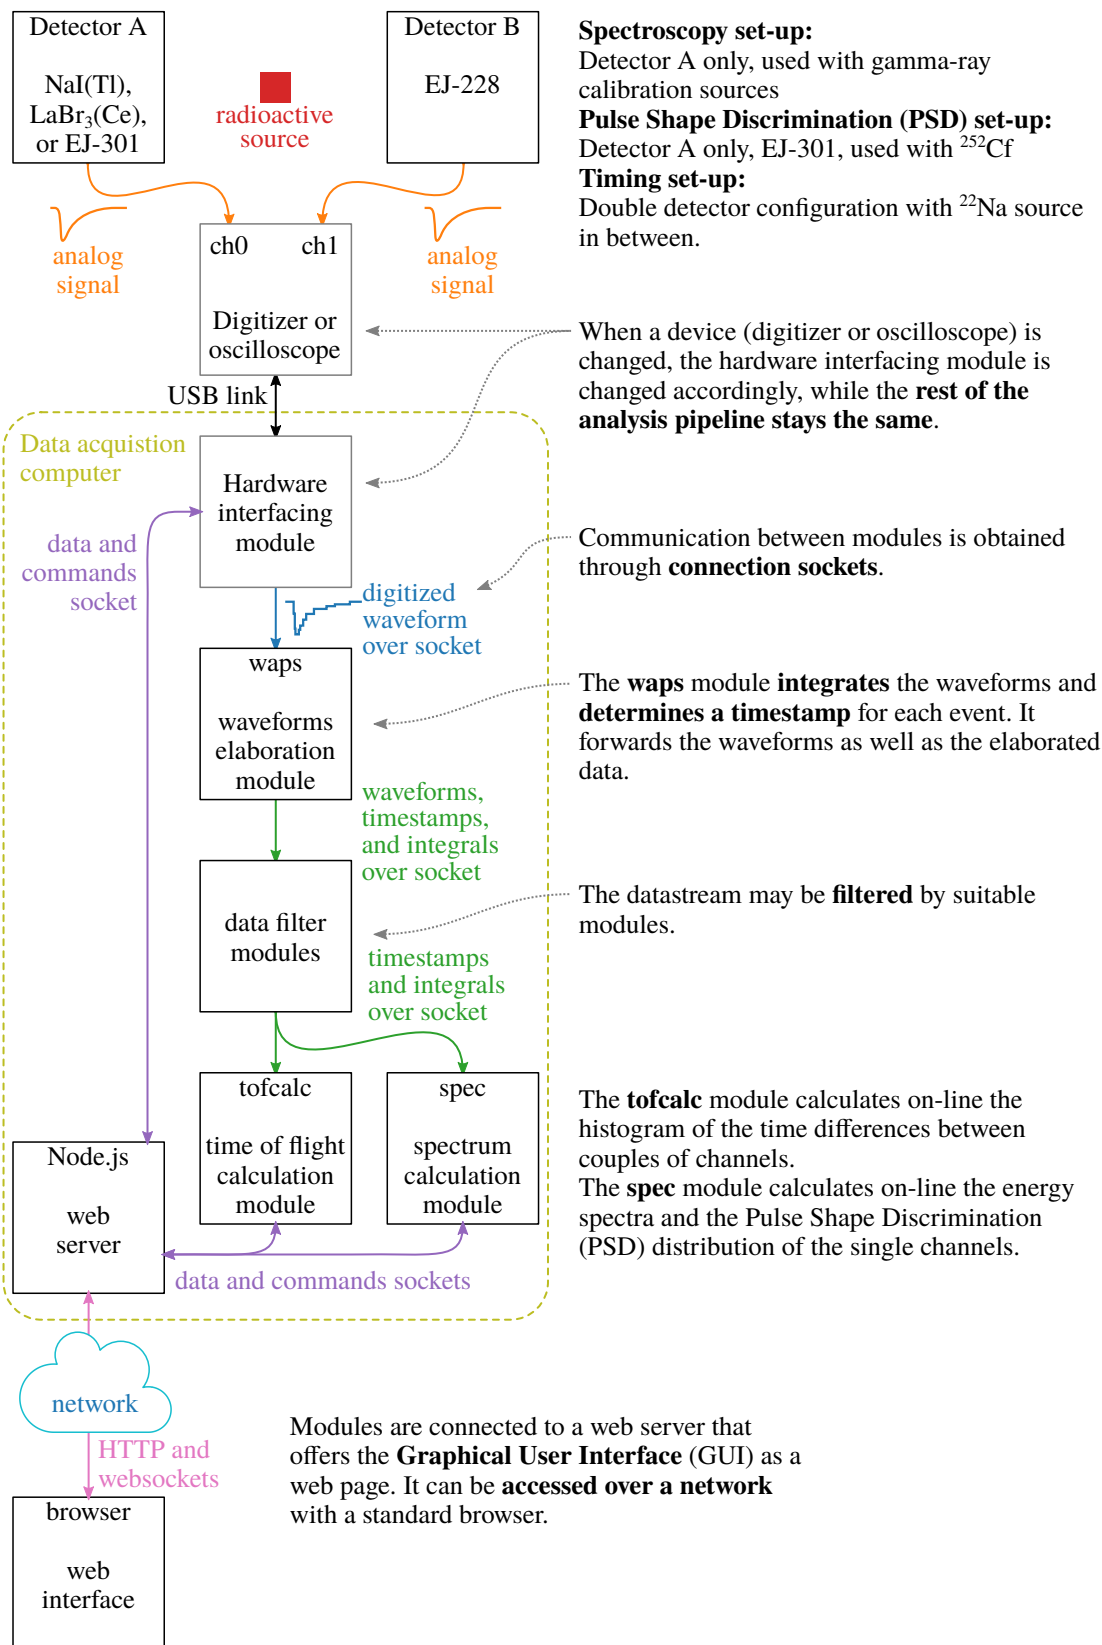 Detector A
NaI(Tl),
LaBr₃(Ce),
or EJ-301
radioactive
source
Detector B
EJ-228
Spectroscopy set-up:
Detector A only, used with gamma-ray
calibration sources
Pulse Shape Discrimination (PSD) set-up:
Detector A only, EJ-301, used with ²⁵²Cf
Timing set-up:
Double detector configuration with ²²Na source
in between.
analog
signal
ch0 ch1
Digitizer or
oscilloscope
analog
signal
When a device (digitizer or oscilloscope) is
changed, the hardware interfacing module is
changed accordingly, while the rest of the
analysis pipeline stays the same.
USB link
Data acquistion
computer
Hardware
interfacing
module
data and
commands
socket
Communication between modules is obtained
through connection sockets.
digitized
waveform
over socket
waps
waveforms
elaboration
module
The waps module integrates the waveforms and
determines a timestamp for each event. It
forwards the waveforms as well as the elaborated
data.
waveforms,
timestamps,
and integrals
over socket
data filter
modules
The datastream may be filtered by suitable
modules.
timestamps
and integrals
over socket
tofcalc
time of flight
calculation
module
spec
spectrum
calculation
module
The tofcalc module calculates on-line the
histogram of the time differences between
couples of channels.
The spec module calculates on-line the energy
spectra and the Pulse Shape Discrimination
(PSD) distribution of the single channels.
Node.js
web
server
data and commands sockets
network
HTTP and
websockets
Modules are connected to a web server that
offers the Graphical User Interface (GUI) as a
web page. It can be accessed over a network
with a standard browser.
browser
web
interface